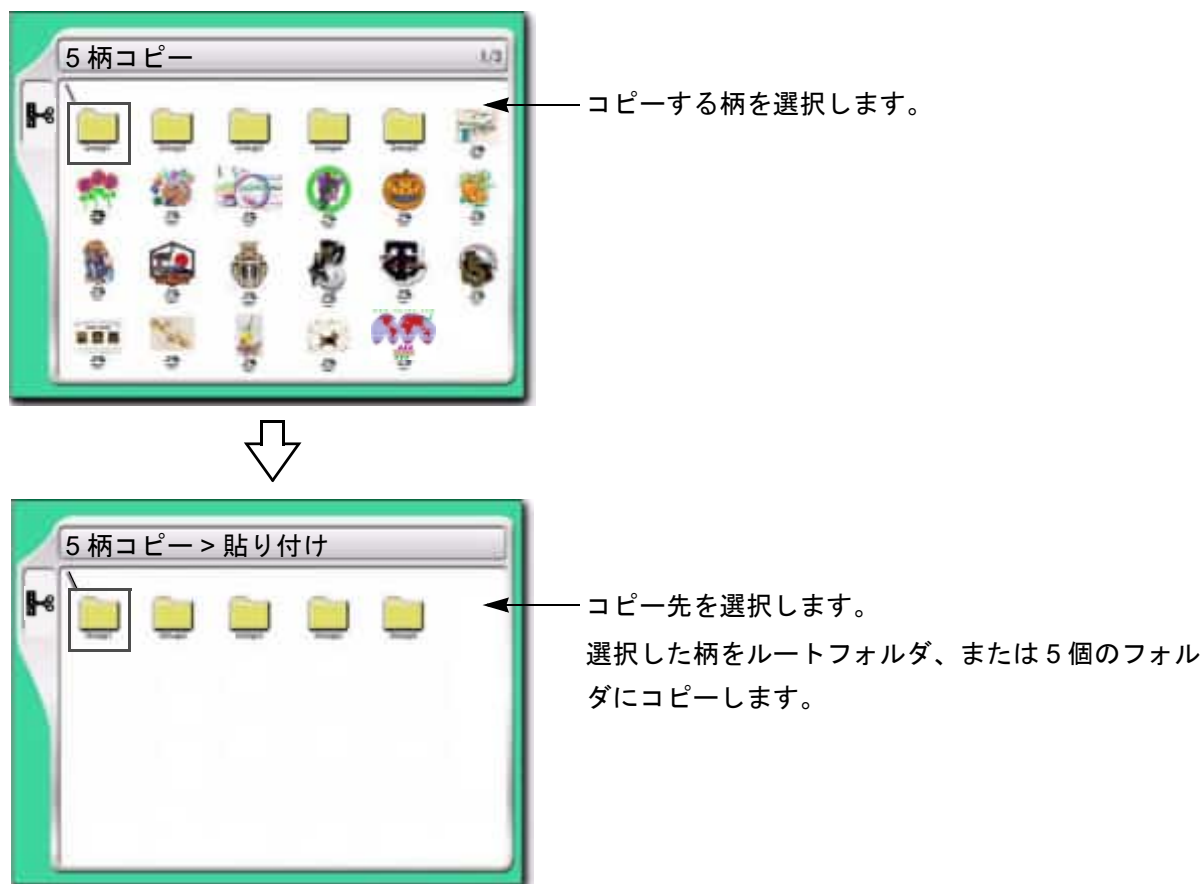 5 柄コピー
1/3
コピーする柄を選択します。
5 柄コピー > 貼り付け
コピー先を選択します。
選択した柄をルートフォルダ、または 5 個のフォル
ダにコピーします。